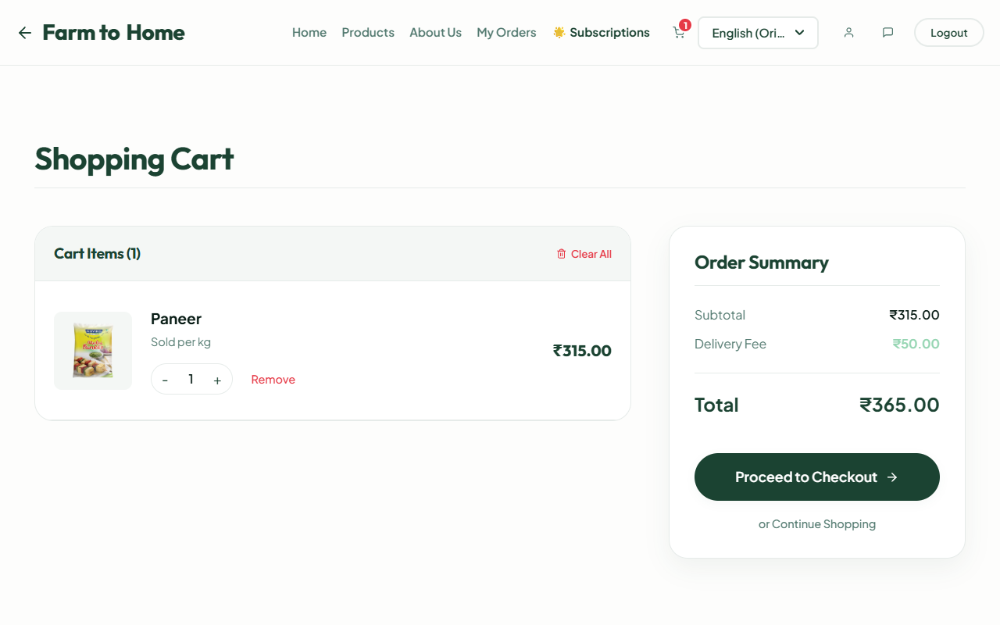 Farm to Home
Home
Products
About Us
My Orders
Subscriptions
1
English (Ori...
Logout
Shopping Cart
Cart Items (1)
Clear All
Paneer
Sold per kg
- 1 +
Remove
₹315.00
Order Summary
Subtotal ₹315.00
Delivery Fee ₹50.00
Total ₹365.00
Proceed to Checkout →
or Continue Shopping